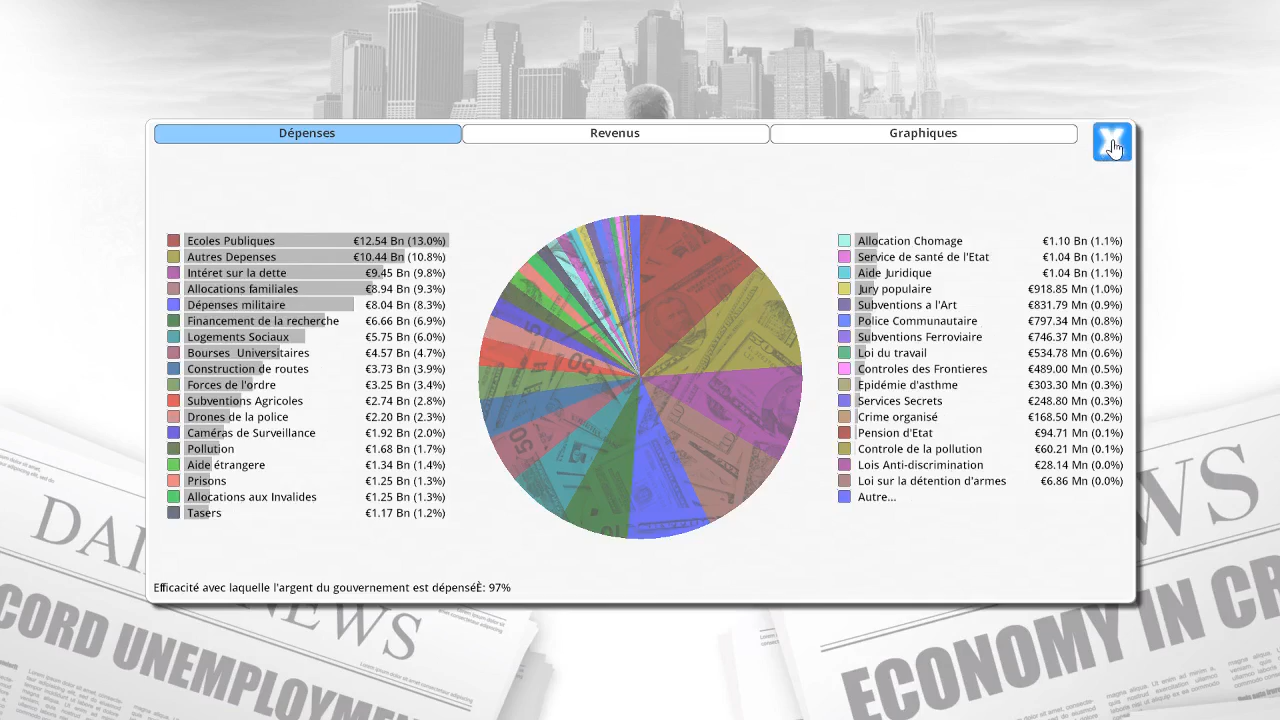 Dépenses
Revenus
Graphiques
Ecoles Publiques €12.54 Bn (13.0%)
Autres Depenses €10.44 Bn (10.8%)
Intéret sur la dette €9.45 Bn (9.8%)
Allocations familiales €8.94 Bn (9.3%)
Dépenses militaire €8.04 Bn (8.3%)
Financement de la recherche €6.66 Bn (6.9%)
Logements Sociaux €5.75 Bn (6.0%)
Bourses Universitaires €4.57 Bn (4.7%)
Construction de routes €3.73 Bn (3.9%)
Forces de l'ordre €3.25 Bn (3.4%)
Subventions Agricoles €2.74 Bn (2.8%)
Drones de la police €2.20 Bn (2.3%)
Caméras de Surveillance €1.92 Bn (2.0%)
Pollution €1.68 Bn (1.7%)
Aide étrangere €1.34 Bn (1.4%)
Prisons €1.25 Bn (1.3%)
Allocations aux Invalides €1.25 Bn (1.3%)
Tasers €1.17 Bn (1.2%)
Allocation Chomage €1.10 Bn (1.1%)
Service de santé de l'Etat €1.04 Bn (1.1%)
Aide Juridique €1.04 Bn (1.1%)
Jury populaire €918.85 Mn (1.0%)
Subventions a l'Art €831.79 Mn (0.9%)
Police Communautaire €797.34 Mn (0.8%)
Subventions Ferroviaire €746.37 Mn (0.8%)
Loi du travail €534.78 Mn (0.6%)
Controles des Frontieres €489.00 Mn (0.5%)
Epidémie d'asthme €303.30 Mn (0.3%)
Services Secrets €248.80 Mn (0.3%)
Crime organisé €168.50 Mn (0.2%)
Pension d'Etat €94.71 Mn (0.1%)
Controle de la pollution €60.21 Mn (0.1%)
Lois Anti-discrimination €28.14 Mn (0.0%)
Loi sur la détention d'armes €6.86 Mn (0.0%)
Autre...
Efficacité avec laquelle l'argent du gouvernement est dépenséÈ: 97%
NEWS
ECONOMY IN CR